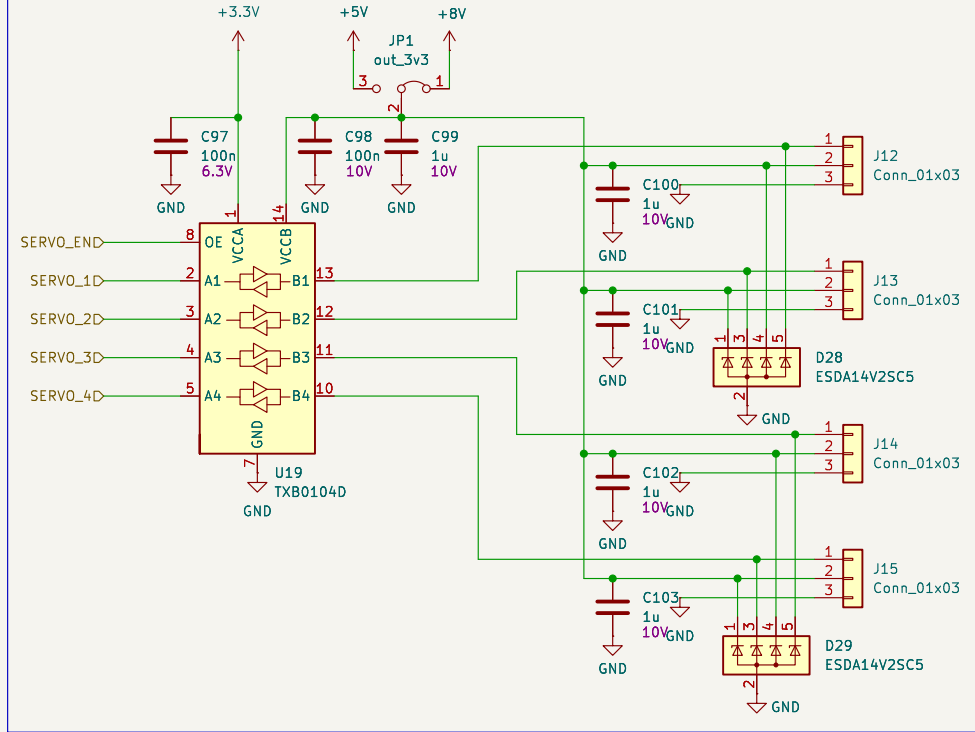 +3.3V
+5V
+8V
JP1
out_3v3
3
1
2
C97
100n
6.3V
GND
C98
100n
10V
GND
C99
1u
10V
GND
1
14
VCCA
VCCB
SERVO_EN
8
OE
SERVO_1
2
A1
B1
13
SERVO_2
3
A2
B2
12
SERVO_3
4
A3
B3
11
SERVO_4
5
A4
B4
10
GND
7
U19
TXB0104D
GND
1
2
3
J12
Conn_01x03
C100
1u
10V
GND
GND
1
2
3
J13
Conn_01x03
C101
1u
10V
GND
GND
1
3
4
5
D28
ESDA14V2SC5
2
GND
1
2
3
J14
Conn_01x03
C102
1u
10V
GND
GND
1
2
3
J15
Conn_01x03
C103
1u
10V
GND
GND
1
3
4
5
D29
ESDA14V2SC5
2
GND